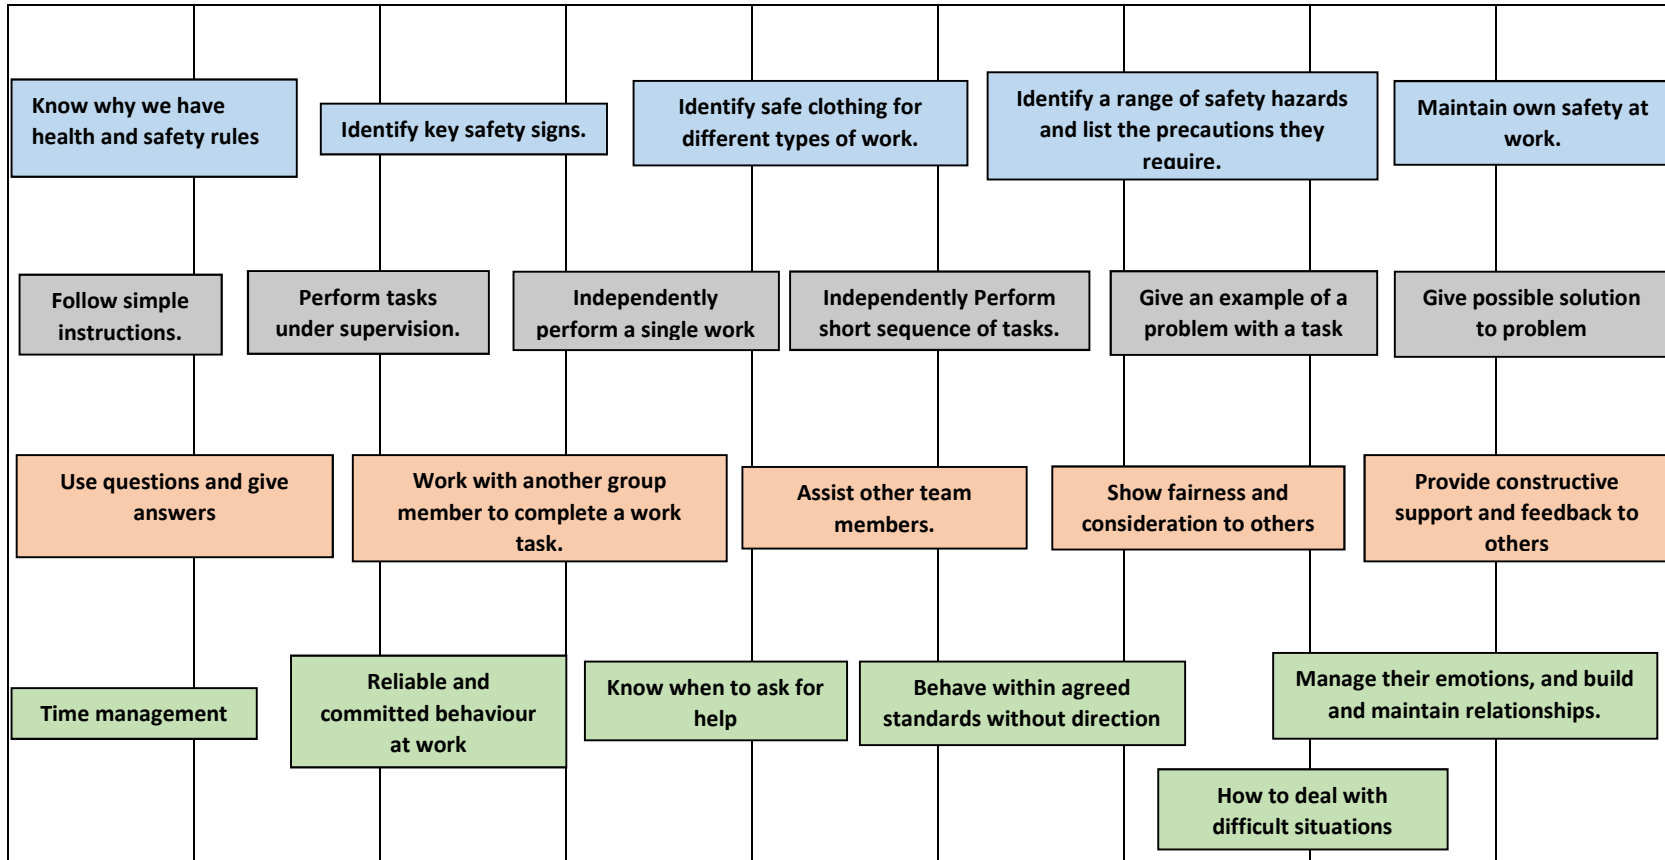 Know why we have
health and safety rules
Identify key safety signs.
Identify safe clothing for
different types of work.
Identify a range of safety hazards
and list the precautions they
require.
Maintain own safety at
work.
Follow simple
instructions.
Perform tasks
under supervision.
Independently
perform a single work
Independently Perform
short sequence of tasks.
Give an example of a
problem with a task
Give possible solution
to problem
Use questions and give
answers
Work with another group
member to complete a work
task.
Assist other team
members.
Show fairness and
consideration to others
Provide constructive
support and feedback to
others
Time management
Reliable and
committed behaviour
at work
Know when to ask for
help
Behave within agreed
standards without direction
Manage their emotions, and build
and maintain relationships.
How to deal with
difficult situations